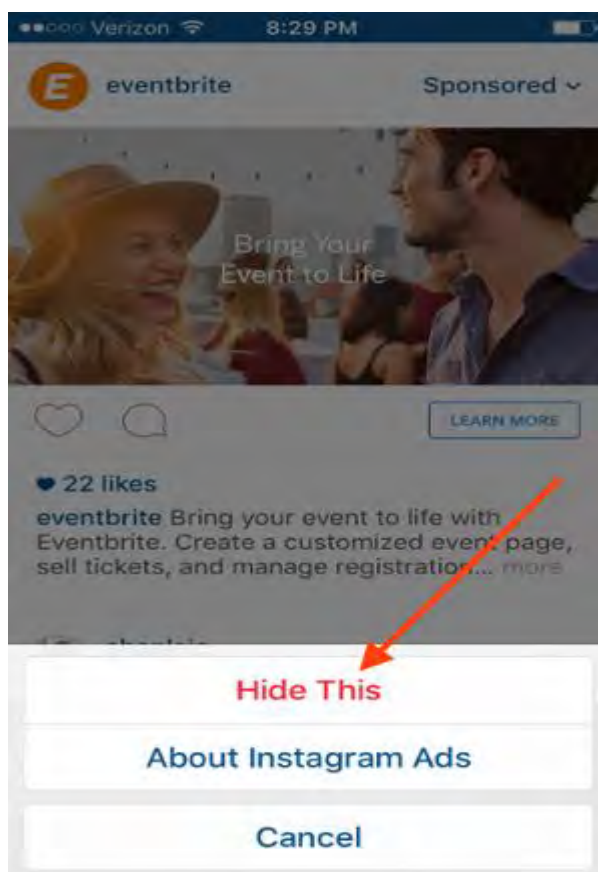 Verizon 8:29 PM
E eventbrite Sponsored
Bring Your
Event to Life
LEARN MORE
22 likes
eventbrite Bring your event to life with
Eventbrite. Create a customized event page,
sell tickets, and manage registration... more
Hide This
About Instagram Ads
Cancel